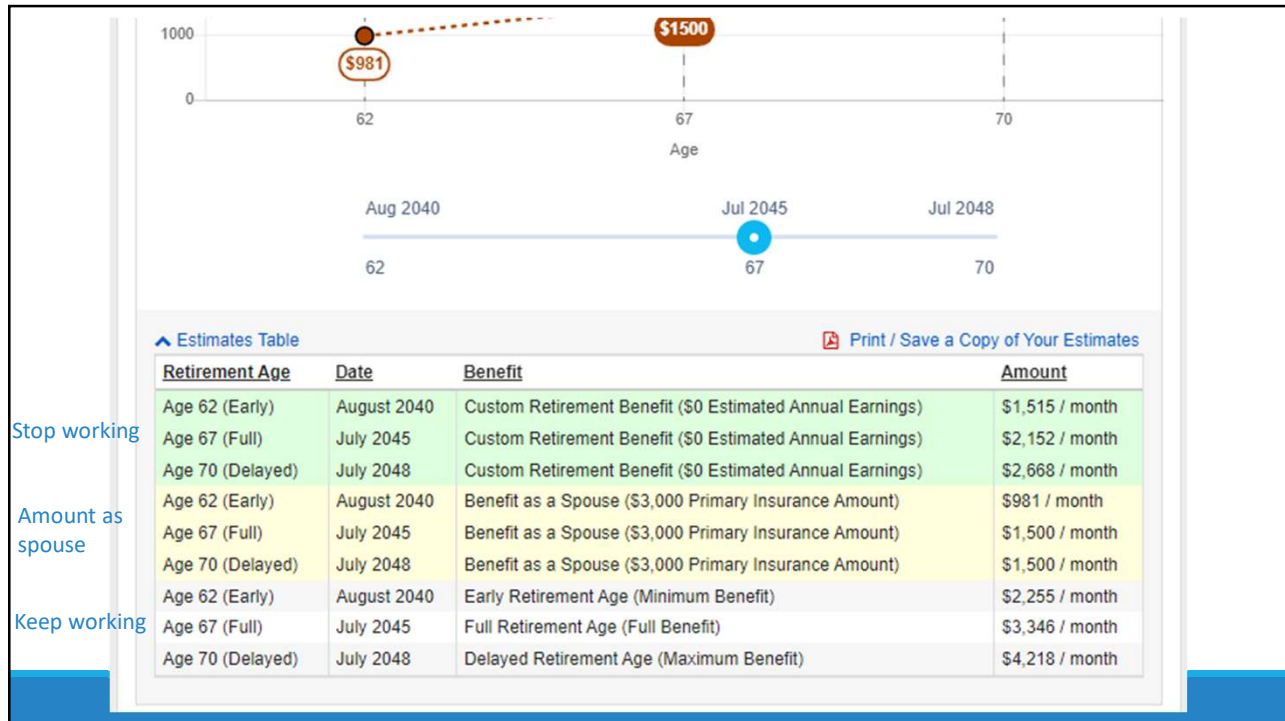 1000
$1500
$981
0
62 67 70
Age
Aug 2040 Jul 2045 Jul 2048
62 67 70
Estimates Table Print / Save a Copy of Your Estimates
Retirement Age Date Benefit Amount
Age 62 (Early) August 2040 Custom Retirement Benefit ($0 Estimated Annual Earnings) $1,515 / month
Stop working
Age 67 (Full) July 2045 Custom Retirement Benefit ($0 Estimated Annual Earnings) $2,152 / month
Age 70 (Delayed) July 2048 Custom Retirement Benefit ($0 Estimated Annual Earnings) $2,668 / month
Age 62 (Early) August 2040 Benefit as a Spouse ($3,000 Primary Insurance Amount) $981 / month
Amount as
spouse
Age 67 (Full) July 2045 Benefit as a Spouse ($3,000 Primary Insurance Amount) $1,500 / month
Age 70 (Delayed) July 2048 Benefit as a Spouse ($3,000 Primary Insurance Amount) $1,500 / month
Age 62 (Early) August 2040 Early Retirement Age (Minimum Benefit) $2,255 / month
Keep working
Age 67 (Full) July 2045 Full Retirement Age (Full Benefit) $3,346 / month
Age 70 (Delayed) July 2048 Delayed Retirement Age (Maximum Benefit) $4,218 / month